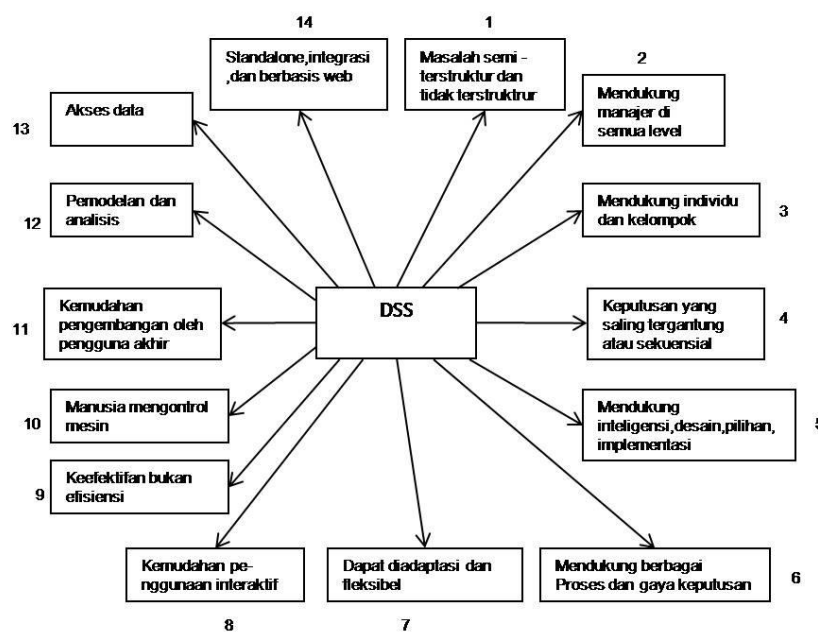 14
Standalone,integrasi
,dan berbasis web
1
Masalah semi -
terstruktur dan
tidak terstruktrur
2
Mendukung
manajer di
semua level
13
Akses data
12
Pemodelan dan
analisis
Mendukung individu
dan kelompok
3
DSS
11
Kemudahan
pengembangan oleh
pengguna akhir
Keputusan yang
saling tergantung
atau sekuensial
4
10
Manusia mengontrol
mesin
Mendukung
inteligensi,desain,pilihan,
implementasi
5
9
Keefektifan bukan
efisiensi
Kemudahan pe-
nggunaan interaktif
8
Dapat diadaptasi dan
fleksibel
7
Mendukung berbagai
Proses dan gaya keputusan
6